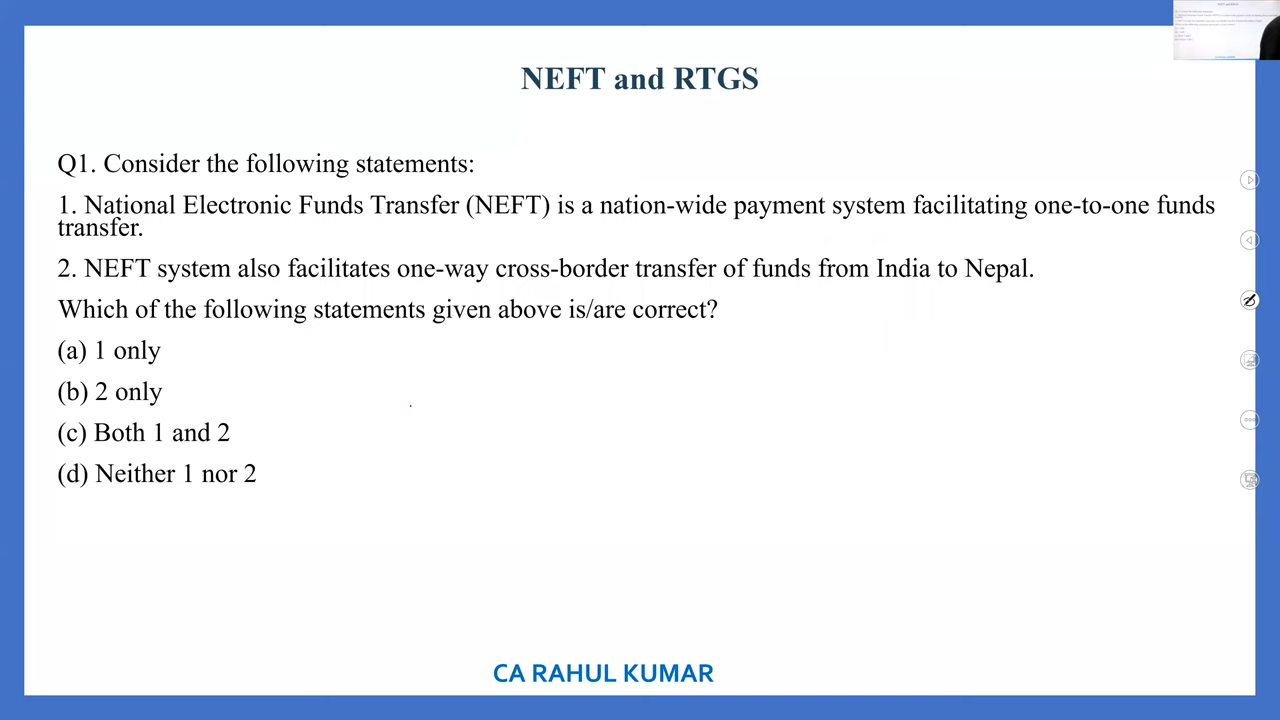 NEFT and RTGS
Q1. Consider the following statements:
1. National Electronic Funds Transfer (NEFT) is a nation-wide payment system facilitating one-to-one funds
transfer.
2. NEFT system also facilitates one-way cross-border transfer of funds from India to Nepal.
Which of the following statements given above is/are correct?
(a) 1 only
(b) 2 only
(c) Both 1 and 2
(d) Neither 1 nor 2
CA RAHUL KUMAR